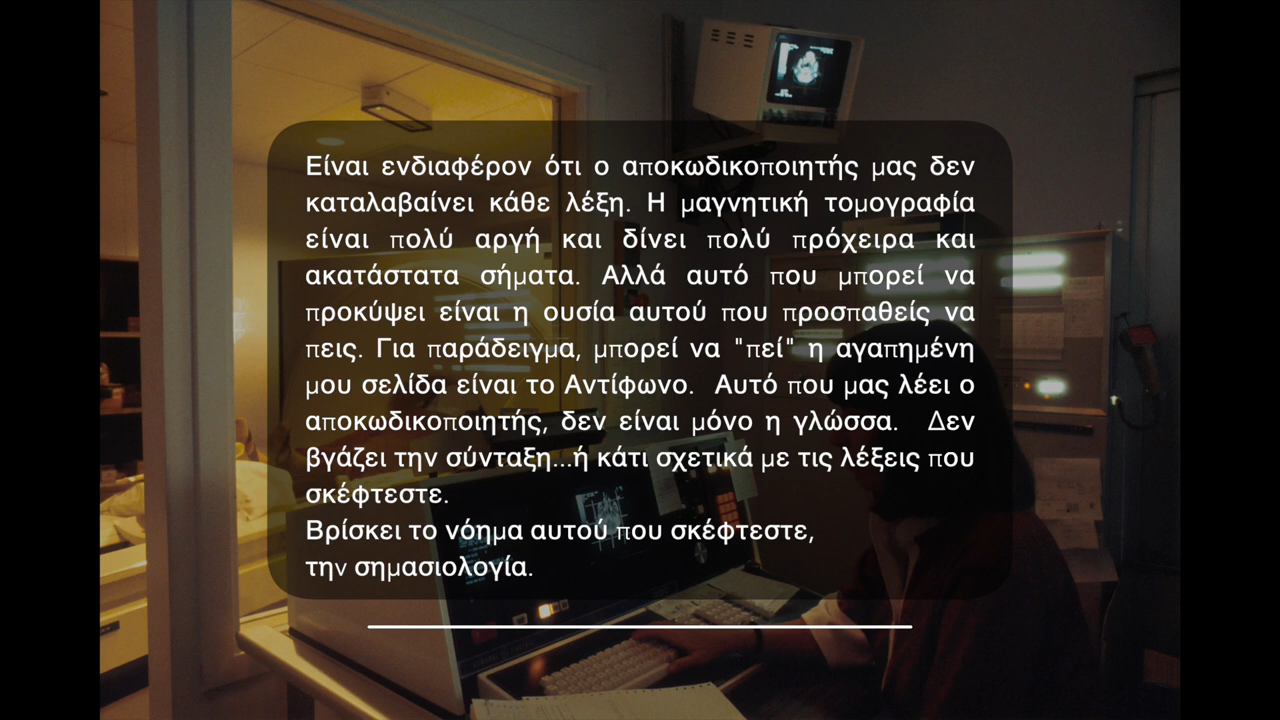 Είναι ενδιαφέρον ότι ο αποκωδικοποιητής μας δεν
καταλαβαίνει κάθε λέξη. Η μαγνητική τομογραφία
είναι πολύ αργή και δίνει πολύ πρόχειρα και
ακατάστατα σήματα. Αλλά αυτό που μπορεί να
προκύψει είναι η ουσία αυτού που προσπαθείς να
πεις. Για παράδειγμα, μπορεί να "πεί" η αγαπημένη
μου σελίδα είναι το Αντίφωνο. Αυτό που μας λέει ο
αποκωδικοποιητής, δεν είναι μόνο η γλώσσα. Δεν
βγάζει την σύνταξη...ή κάτι σχετικά με τις λέξεις που
σκέφτεστε.
Βρίσκει το νόημα αυτού που σκέφτεστε,
την σημασιολογία.